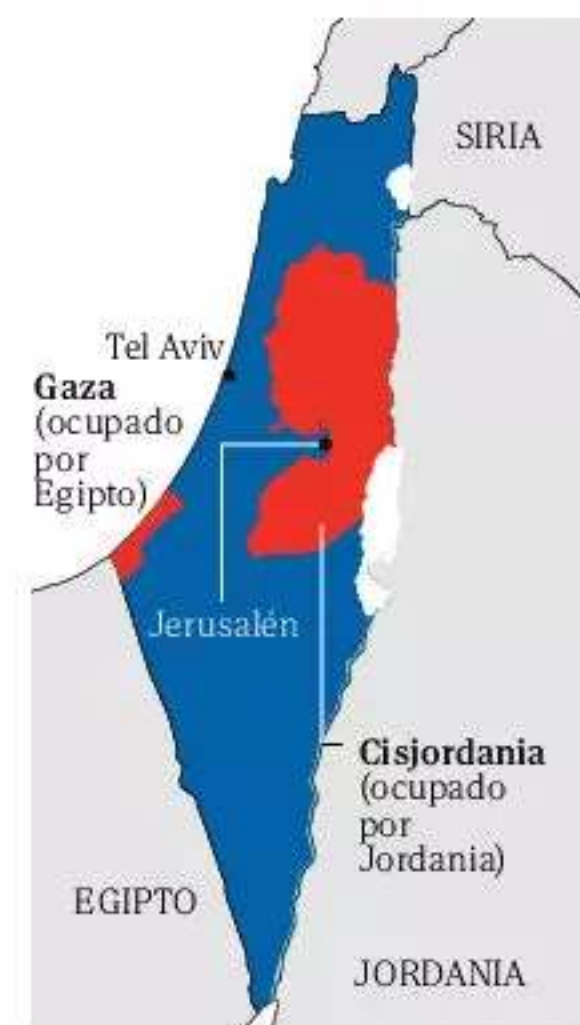 SIRIA
Tel Aviv
Gaza
(ocupado
por
Egipto)
Jerusalén
Cisjordania
(ocupado
por
Jordania)
EGIPTO
JORDANIA